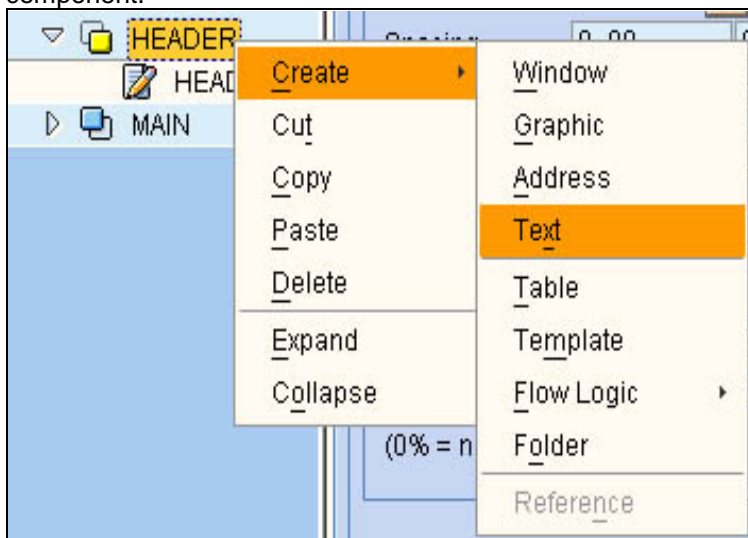 component.
HEADER
HEAD
MAIN
Create
Cut
Copy
Paste
Delete
Expand
Collapse
Window
Graphic
Address
Text
Table
Template
Flow Logic
Folder
Reference
(0% = n